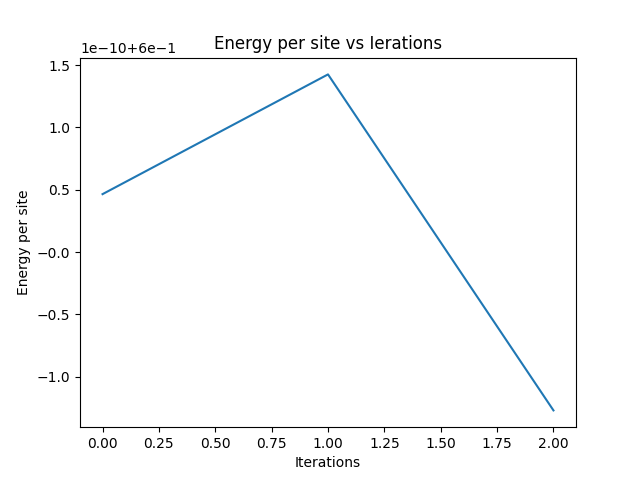 Energy per site vs Ierations
1e−10+6e−1
1.5
1.0
0.5
−0.0
−0.5
−1.0
Energy per site
0.00 0.25 0.50 0.75 1.00 1.25 1.50 1.75 2.00
Iterations